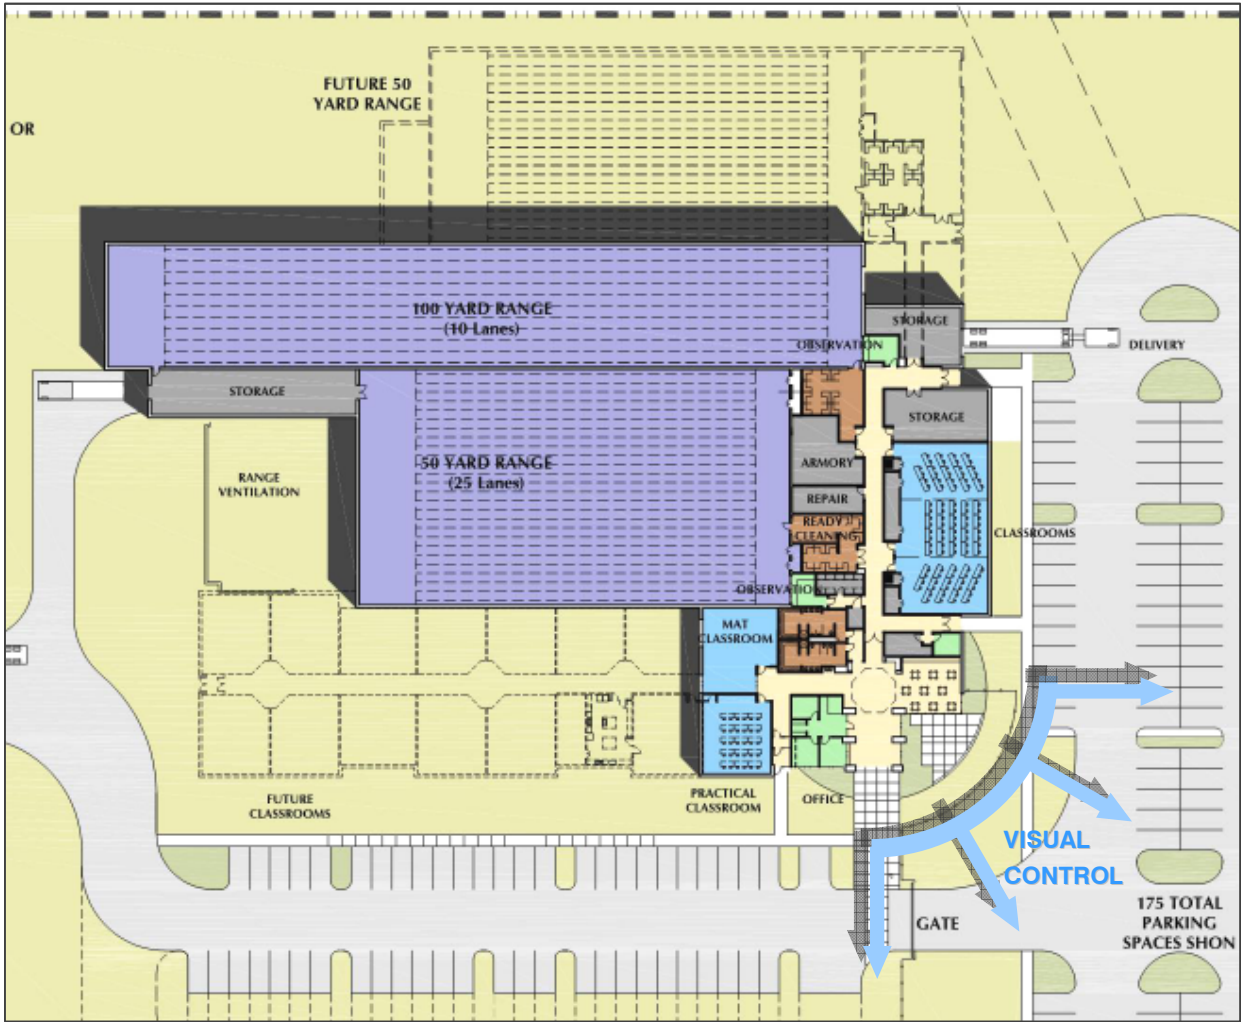 FUTURE 50
YARD RANGE
OR
100 YARD RANGE
(10 Lanes)
STORAGE
OBSERVATION
DELIVERY
STORAGE
STORAGE
50 YARD RANGE
(25 Lanes)
ARMORY
RANGE
VENTILATION
REPAIR
READY
CLEANING
CLASSROOMS
OBSERVATION
MAT
CLASSROOM
FUTURE
CLASSROOMS
PRACTICAL
CLASSROOM
OFFICE
VISUAL
CONTROL
GATE
175 TOTAL
PARKING
SPACES SHON